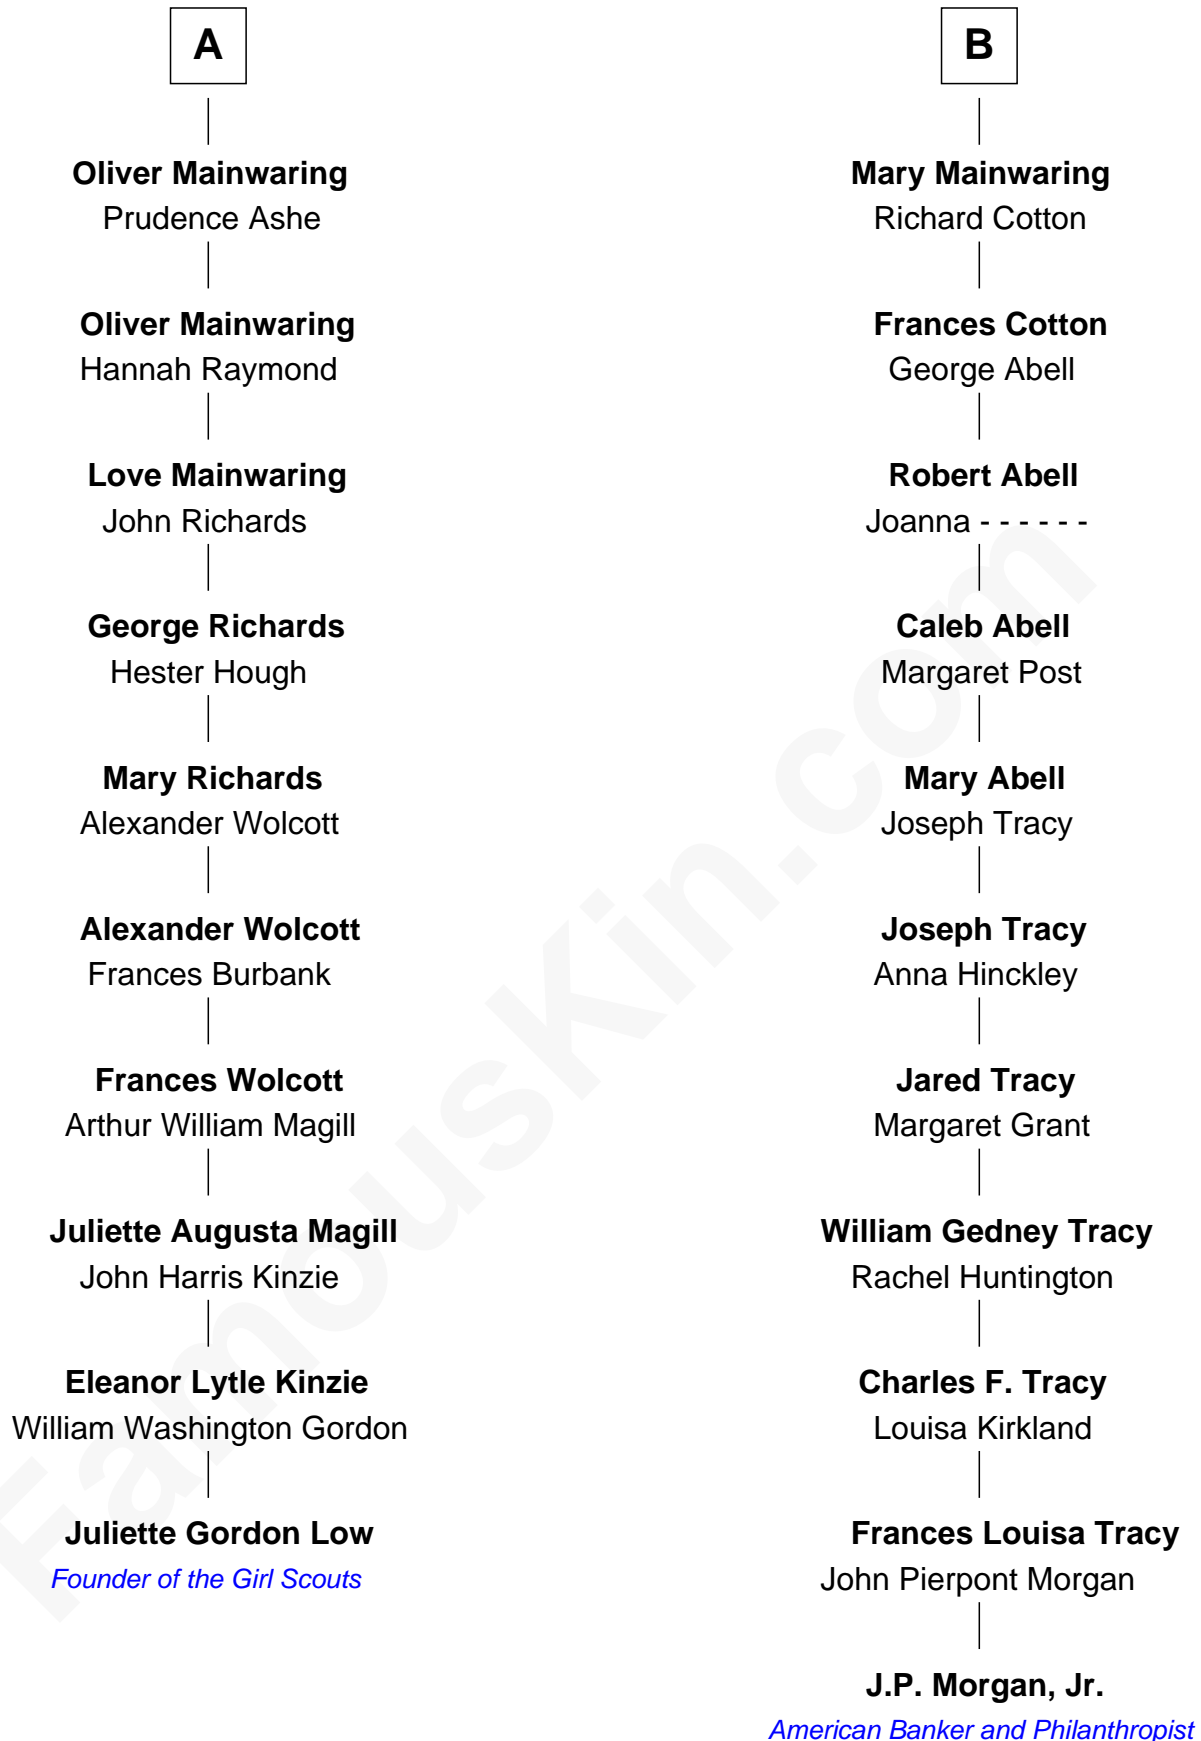 A
Oliver Mainwaring
Prudence Ashe
Oliver Mainwaring
Hannah Raymond
Love Mainwaring
John Richards
George Richards
Hester Hough
Mary Richards
Alexander Wolcott
Alexander Wolcott
Frances Burbank
Frances Wolcott
Arthur William Magill
Juliette Augusta Magill
John Harris Kinzie
Eleanor Lytle Kinzie
William Washington Gordon
Juliette Gordon Low
Founder of the Girl Scouts
B
Mary Mainwaring
Richard Cotton
Frances Cotton
George Abell
Robert Abell
Joanna - - - - - -
Caleb Abell
Margaret Post
Mary Abell
Joseph Tracy
Joseph Tracy
Anna Hinckley
Jared Tracy
Margaret Grant
William Gedney Tracy
Rachel Huntington
Charles F. Tracy
Louisa Kirkland
Frances Louisa Tracy
John Pierpont Morgan
J.P. Morgan, Jr.
American Banker and Philanthropist
FamousKin.com